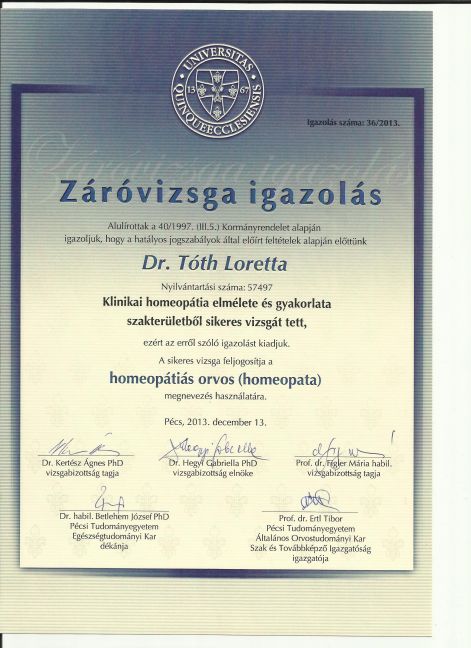 UNIVERSITAS QUINQUEECCLESIENSIS
13 67
Igazolás száma: 36/2013.
Záróvizsga igazolás
Záróvizsga igazolás
Alulírottak a 40/1997. (III.5.) Kormányrendelet alapján
igazoljuk, hogy a hatályos jogszabályok által előírt feltételek alapján előttünk
Dr. Tóth Loretta
Nyilvántartási száma: 57497
Klinikai homeopátia elmélete és gyakorlata
szakterületből sikeres vizsgát tett,
ezért az erről szóló igazolást kiadjuk.
A sikeres vizsga feljogosítja a
homeopátiás orvos (homeopata)
megnevezés használatára.
Pécs, 2013. december 13.
Dr. Kertész Ágnes PhD
vizsgabizottság tagja
Dr. Hegyi Gabriella PhD
vizsgabizottság elnöke
Prof. dr. Figler Mária habil.
vizsgabizottság tagja
Dr. habil. Betlehem József PhD
Pécsi Tudományegyetem
Egészségtudományi Kar
dékánja
Prof. dr. Ertl Tibor
Pécsi Tudományegyetem
Általános Orvostudományi Kar
Szak és Továbbképző Igazgatóság
igazgatója